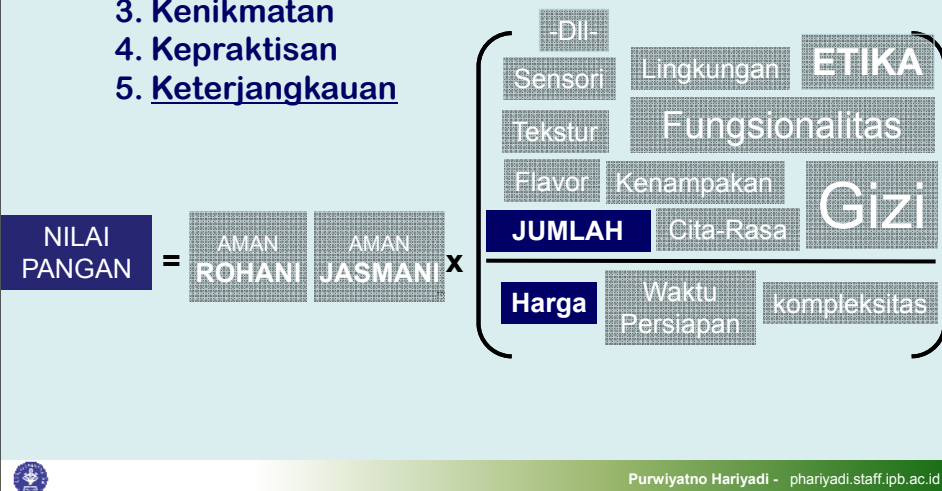 3. Kenikmatan
4. Kepraktisan
5. Keterjangkauan
NILAI
PANGAN
=
AMAN
ROHANI
AMAN
JASMANI
x
-Dll-
Sensori
Lingkungan
ETIKA
Tekstur
Fungsionalitas
Flavor
Kenampakan
Gizi
JUMLAH
Cita-Rasa
Harga
Waktu
Persiapan
kompleksitas
Purwiyatno Hariyadi - phariyadi.staff.ipb.ac.id